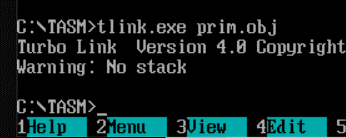 C:\TASM>tlink.exe prim.obj
Turbo Link  Version 4.0 Copyright
Warning: No stack
C:\TASM>_
1Help  2Menu  3View  4Edit  5